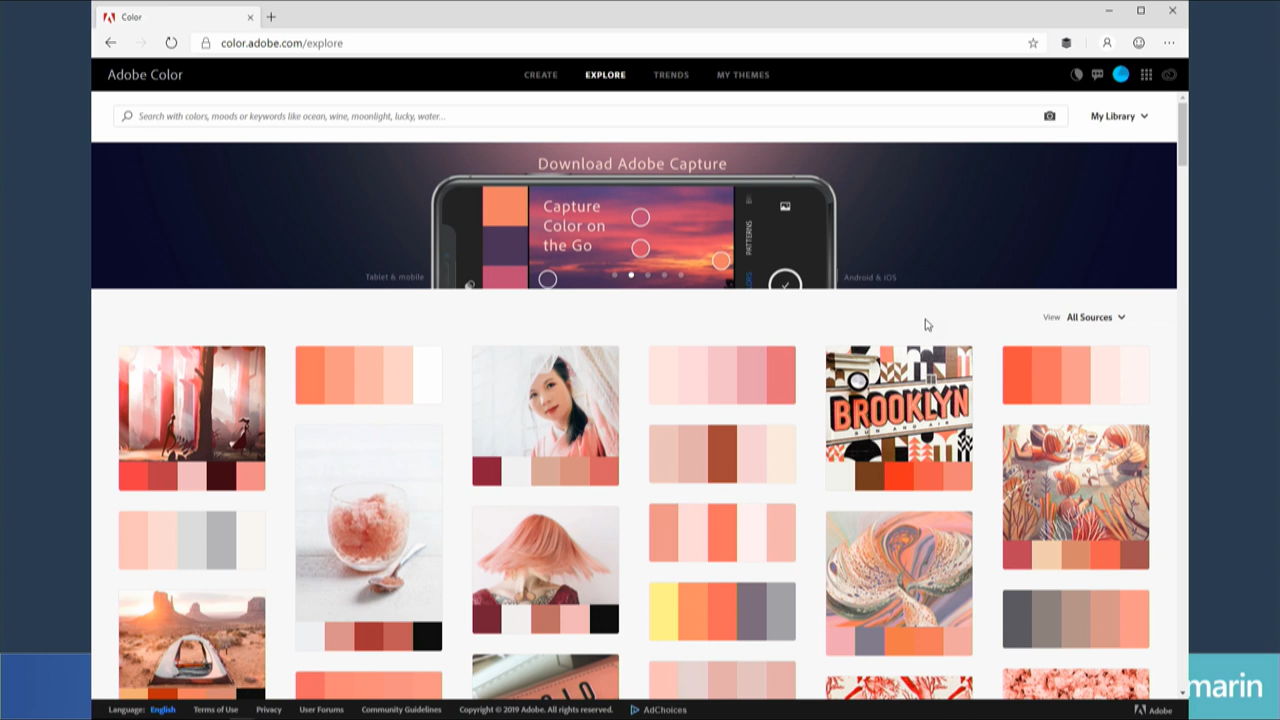 Color
color.adobe.com/explore
Adobe Color
CREATE
EXPLORE
TRENDS
MY THEMES
Search with colors, moods or keywords like ocean, wine, moonlight, lucky, water...
My Library
Download Adobe Capture
Capture
Color on
the Go
PATTERNS
Tablet & mobile
Android & iOS
View All Sources
BROOKLYN
SUN AND AIR
marin
Language: English
Terms of Use
Privacy
User Forums
Community Guidelines
Copyright © 2019 Adobe. All rights reserved.
AdChoices
Adobe